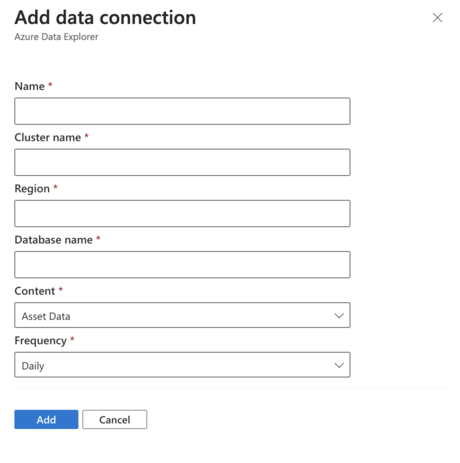 Add data connection
Azure Data Explorer
Name *
Cluster name *
Region *
Database name *
Content *
Asset Data
Frequency *
Daily
Add Cancel